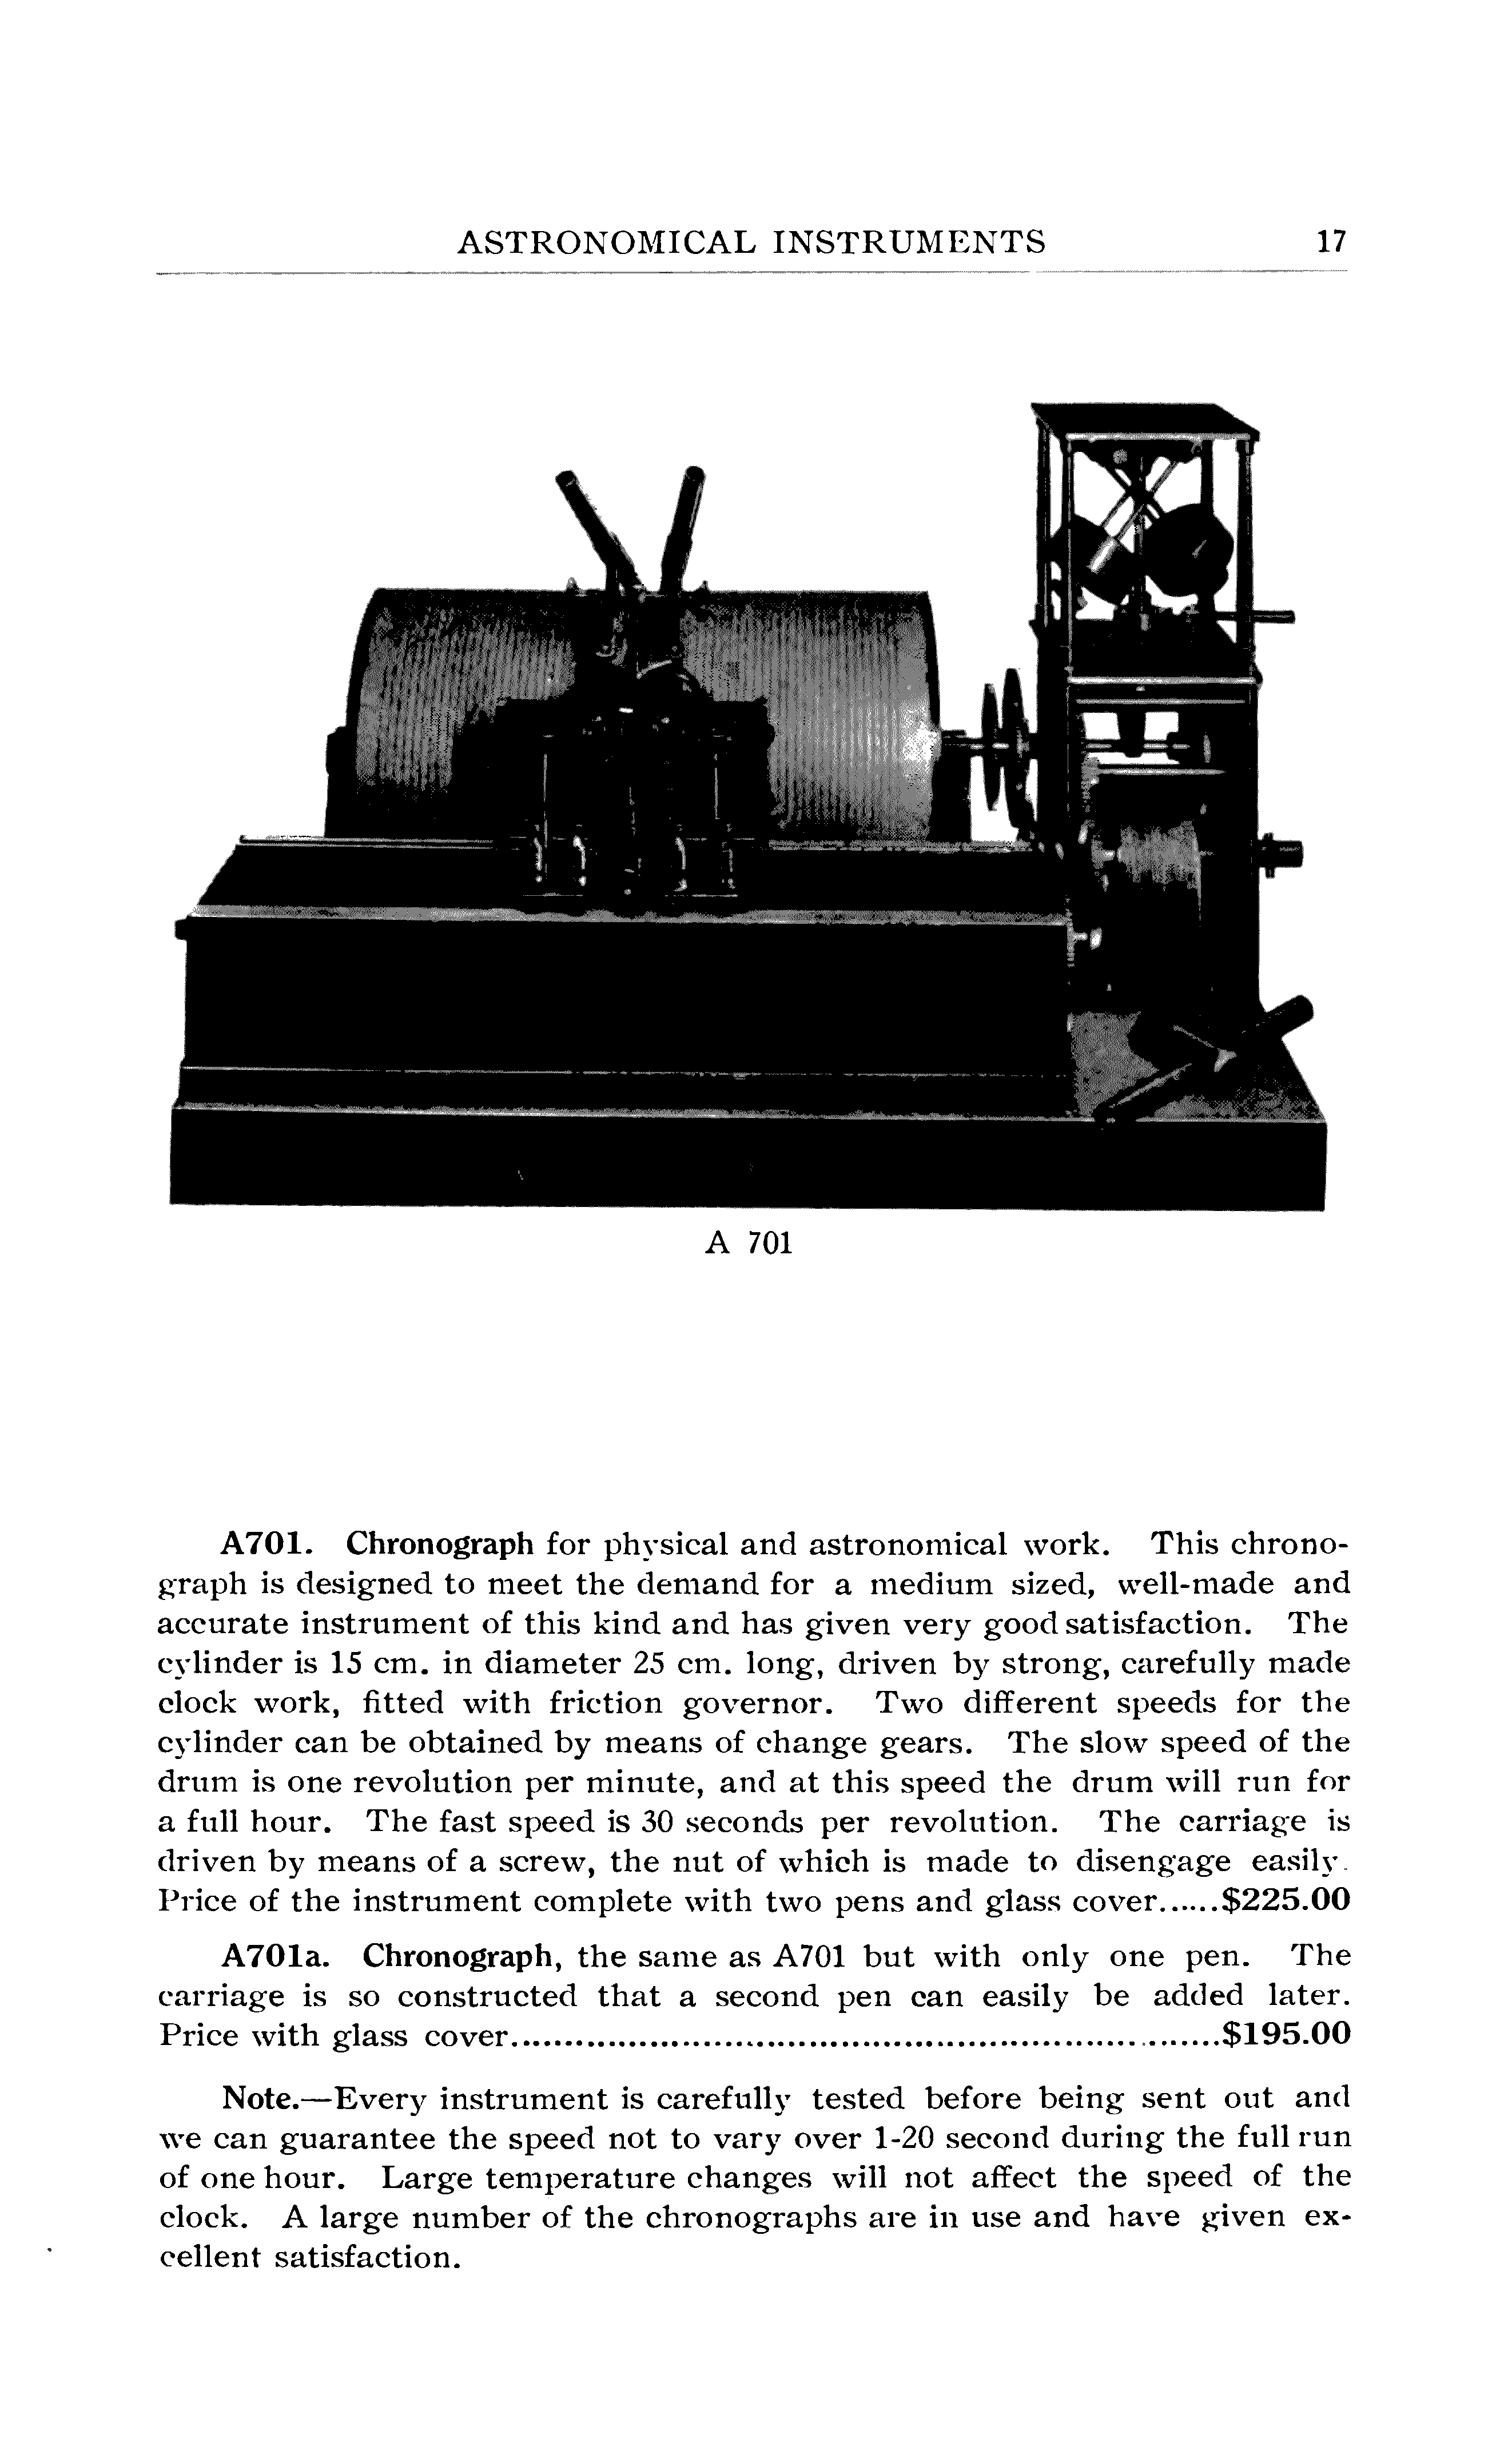 ASTRONOMICAL INSTRUMENTS 17
A 701
A701. Chronograph for physical and astronomical work. This chrono-
graph is designed to meet the demand for a medium sized, well-made and
accurate instrument of this kind and has given very good satisfaction. The
cylinder is 15 cm. in diameter 25 cm. long, driven by strong, carefully made
clock work, fitted with friction governor. Two different speeds for the
cylinder can be obtained by means of change gears. The slow speed of the
drum is one revolution per minute, and at this speed the drum will run for
a full hour. The fast speed is 30 seconds per revolution. The carriage is
driven by means of a screw, the nut of which is made to disengage easily.
Price of the instrument complete with two pens and glass cover......$225.00
A701a. Chronograph, the same as A701 but with only one pen. The
carriage is so constructed that a second pen can easily be added later.
Price with glass cover..............................................................$195.00
Note.—Every instrument is carefully tested before being sent out and
we can guarantee the speed not to vary over 1-20 second during the full run
of one hour. Large temperature changes will not affect the speed of the
clock. A large number of the chronographs are in use and have given ex-
cellent satisfaction.